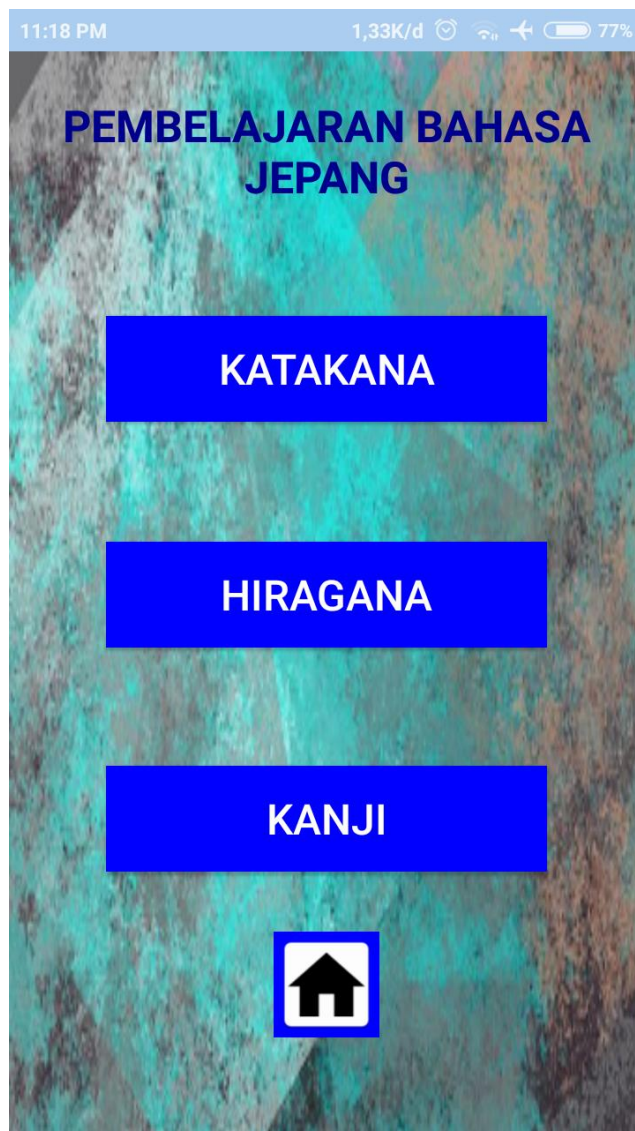 11:18 PM 1,33K/d 77%
PEMBELAJARAN BAHASA
JEPANG
KATAKANA
HIRAGANA
KANJI